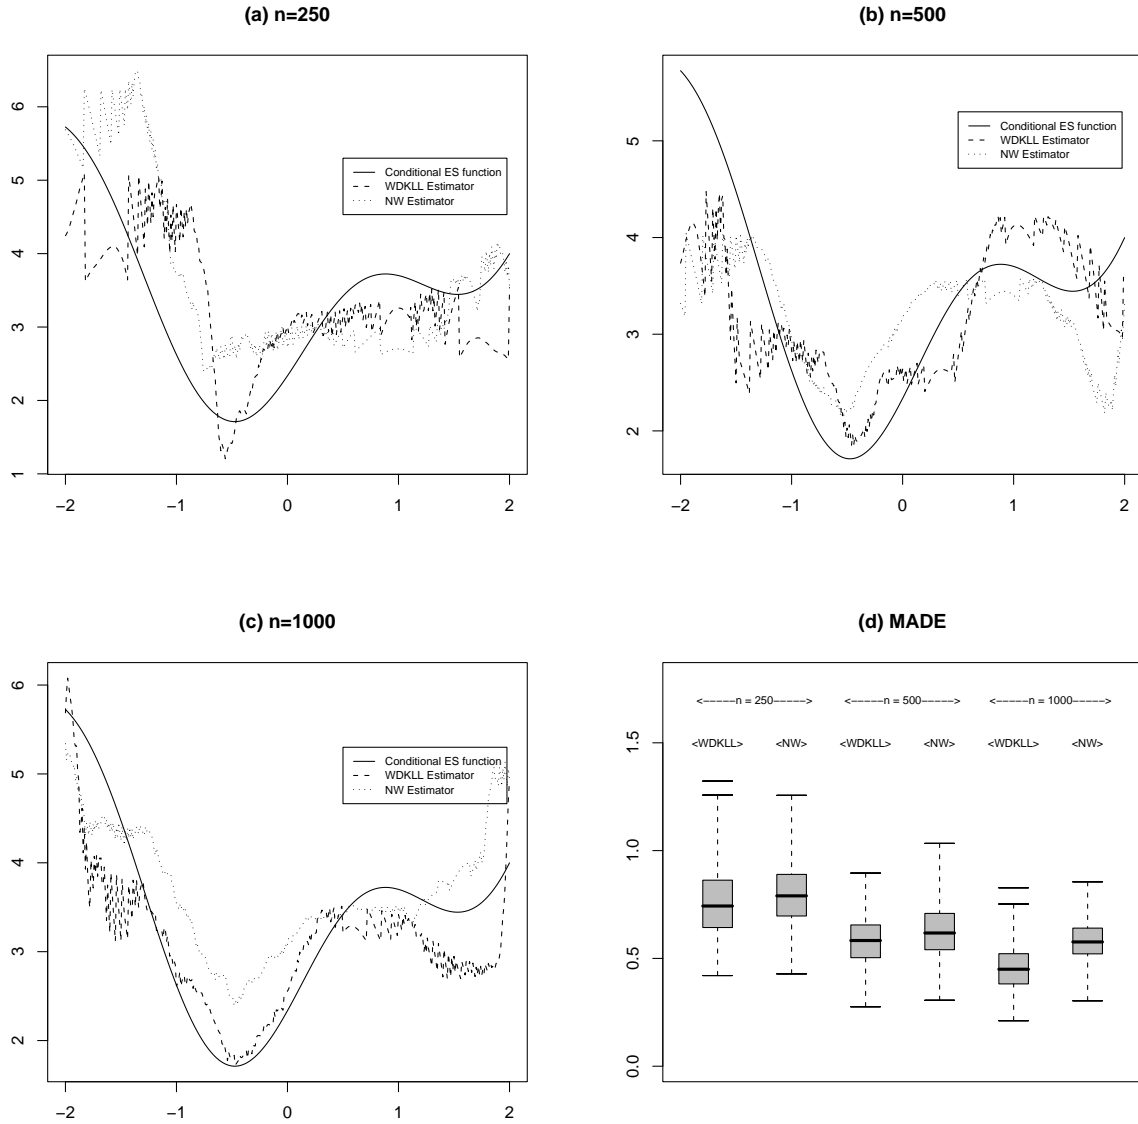 (a) n=250
6
5
4
3
2
1
Conditional ES function
WDKLL Estimator
NW Estimator
−2 −1 0 1 2
(b) n=500
5
4
3
2
Conditional ES function
WDKLL Estimator
NW Estimator
−2 −1 0 1 2
(c) n=1000
6
5
4
3
2
Conditional ES function
WDKLL Estimator
NW Estimator
−2 −1 0 1 2
(d) MADE
1.5
1.0
0.5
0.0
<−−−−−n = 250−−−−−> <−−−−−n = 500−−−−−> <−−−−−n = 1000−−−−−>
<WDKLL> <NW> <WDKLL> <NW> <WDKLL> <NW>